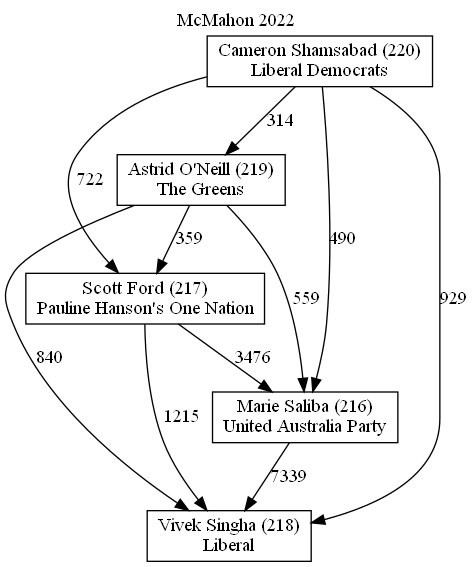 McMahon 2022
Cameron Shamsabad (220)
Liberal Democrats
314
Astrid O'Neill (219)
The Greens
722
359
490
Scott Ford (217)
Pauline Hanson's One Nation
559
929
840
3476
Marie Saliba (216)
United Australia Party
1215
7339
Vivek Singha (218)
Liberal